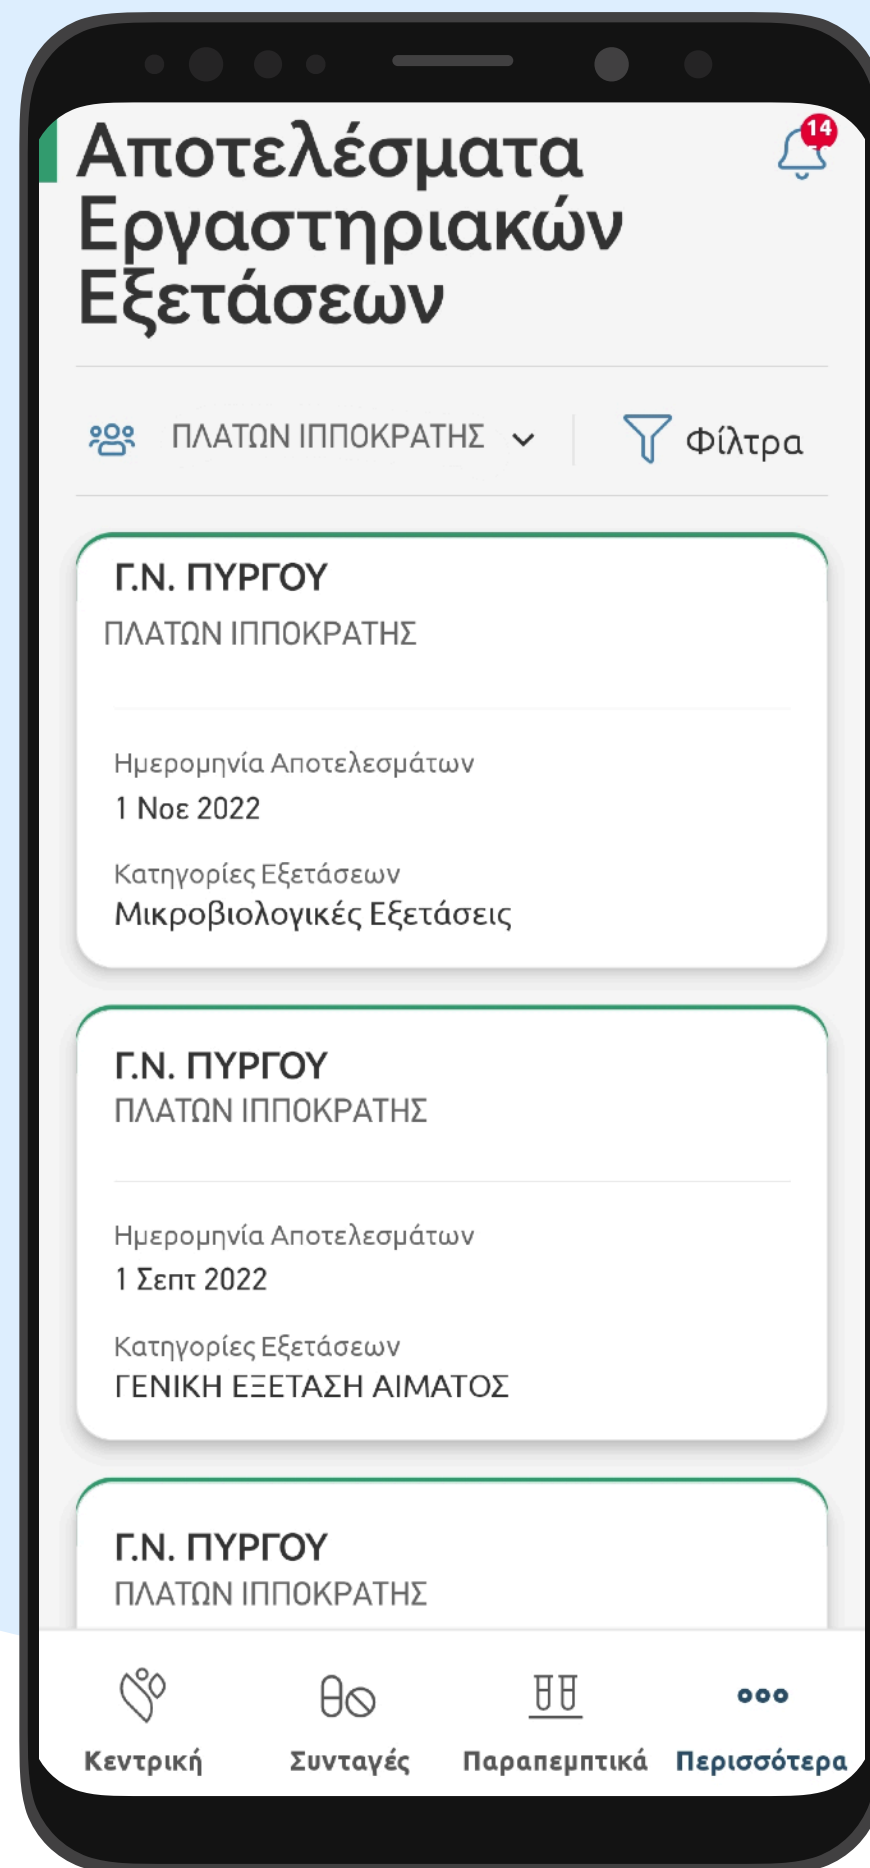 Αποτελέσματα
Εργαστηριακών
Εξετάσεων
14
ΠΛΑΤΩΝ ΙΠΠΟΚΡΑΤΗΣ
Φίλτρα
Γ.Ν. ΠΥΡΓΟΥ
ΠΛΑΤΩΝ ΙΠΠΟΚΡΑΤΗΣ
Ημερομηνία Αποτελεσμάτων
1 Νοε 2022
Κατηγορίες Εξετάσεων
Μικροβιολογικές Εξετάσεις
Γ.Ν. ΠΥΡΓΟΥ
ΠΛΑΤΩΝ ΙΠΠΟΚΡΑΤΗΣ
Ημερομηνία Αποτελεσμάτων
1 Σεπτ 2022
Κατηγορίες Εξετάσεων
ΓΕΝΙΚΗ ΕΞΕΤΑΣΗ ΑΙΜΑΤΟΣ
Γ.Ν. ΠΥΡΓΟΥ
ΠΛΑΤΩΝ ΙΠΠΟΚΡΑΤΗΣ
Κεντρική
Συνταγές
Παραπεμπτικά
Περισσότερα